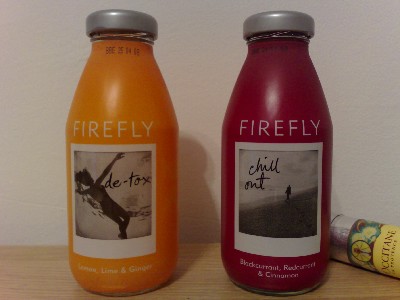 FIREFLY
de-tox
Lemon, Lime & Ginger
FIREFLY
chill
out
Blackcurrant, Redcurrant
& Cinnamon
L'OCCITANE